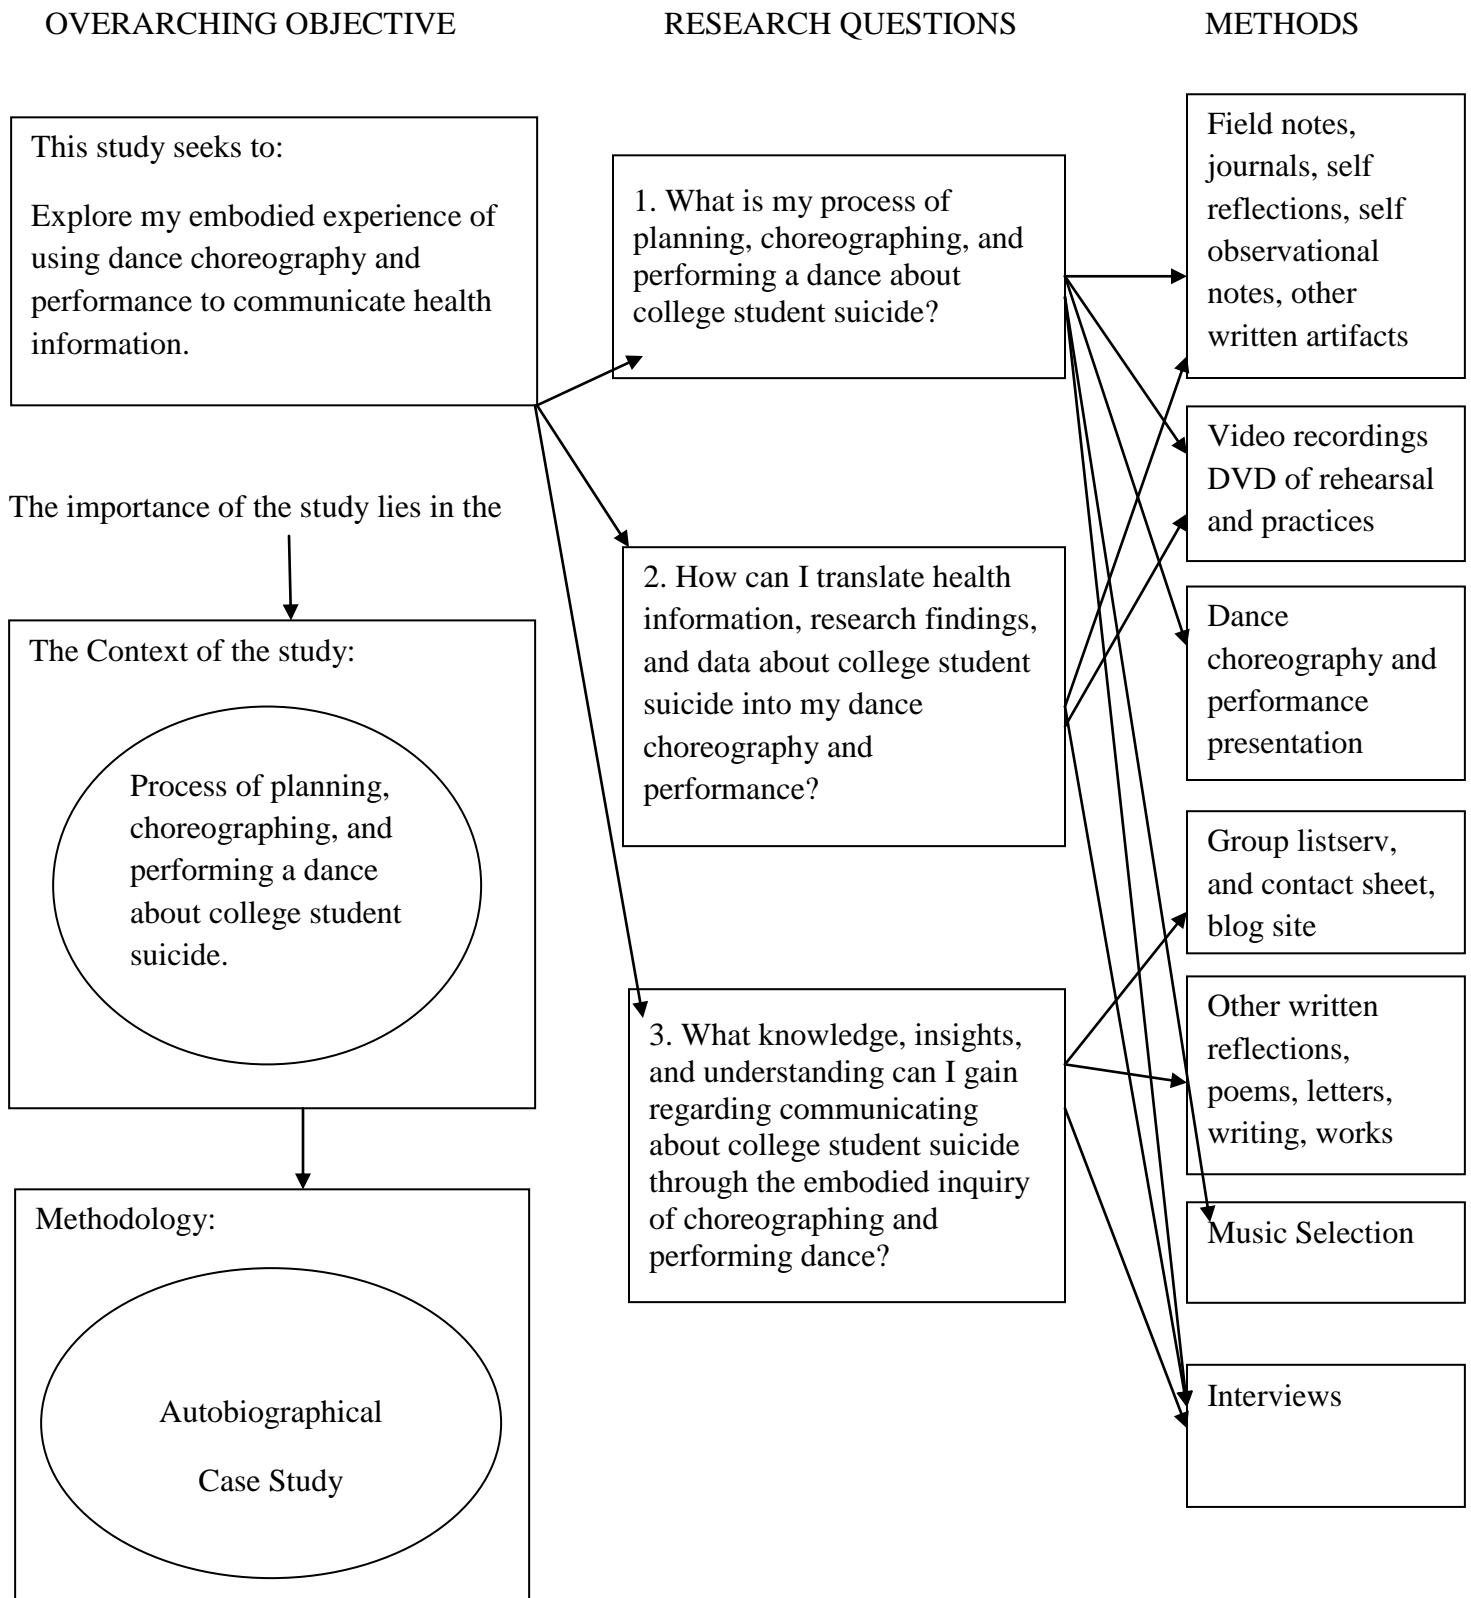 OVERARCHING OBJECTIVE
RESEARCH QUESTIONS
METHODS
This study seeks to:
Explore my embodied experience of
using dance choreography and
performance to communicate health
information.
The importance of the study lies in the
The Context of the study:
Process of planning,
choreographing, and
performing a dance
about college student
suicide.
Methodology:
Autobiographical
Case Study
1. What is my process of
planning, choreographing, and
performing a dance about
college student suicide?
2. How can I translate health
information, research findings,
and data about college student
suicide into my dance
choreography and
performance?
3. What knowledge, insights,
and understanding can I gain
regarding communicating
about college student suicide
through the embodied inquiry
of choreographing and
performing dance?
Field notes,
journals, self
reflections, self
observational
notes, other
written artifacts
Video recordings
DVD of rehearsal
and practices
Dance
choreography and
performance
presentation
Group listserv,
and contact sheet,
blog site
Other written
reflections,
poems, letters,
writing, works
Music Selection
Interviews